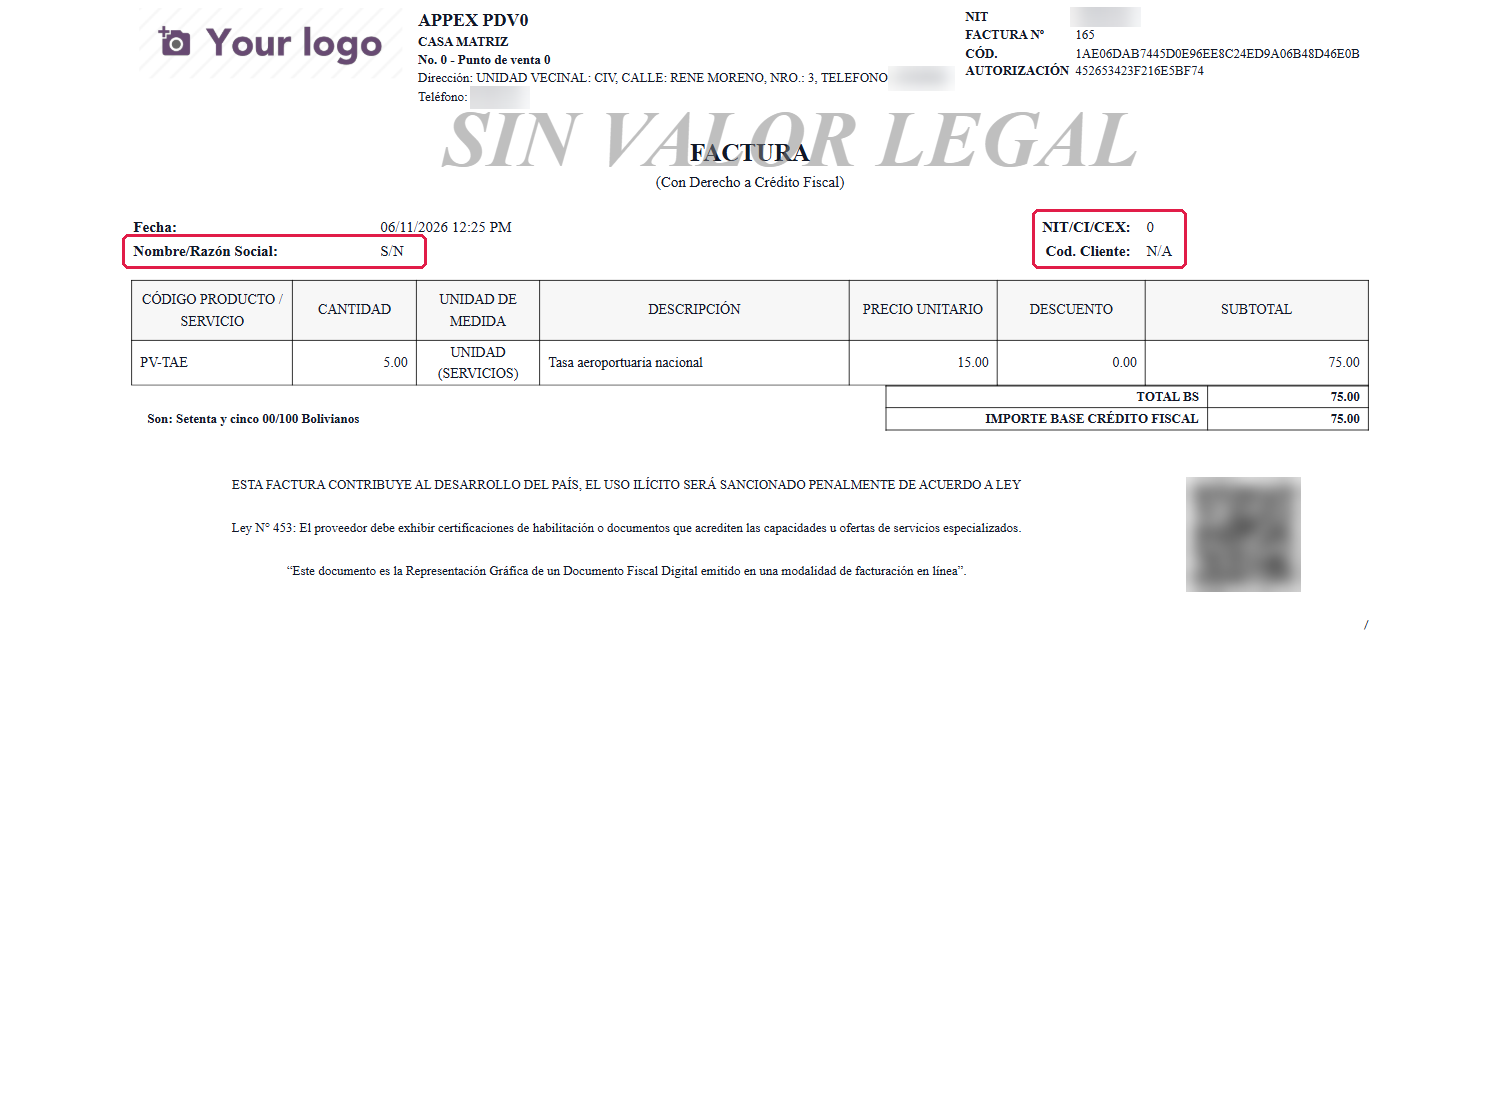 Your logo
APPEX PDV0
CASA MATRIZ
No. 0 - Punto de venta 0
Dirección: UNIDAD VECINAL: CIV, CALLE: RENE MORENO, NRO.: 3, TELEFONO
Teléfono:
NIT
FACTURA Nº 165
CÓD. AUTORIZACIÓN 1AE06DAB7445D0E96EE8C24ED9A06B48D46E0B
452653423F216E5BF74
SIN VALOR LEGAL
FACTURA
(Con Derecho a Crédito Fiscal)
Fecha: 06/11/2026 12:25 PM
NIT/CI/CEX: 0
Nombre/Razón Social: S/N
Cod. Cliente: N/A
CÓDIGO PRODUCTO / SERVICIO CANTIDAD UNIDAD DE MEDIDA DESCRIPCIÓN PRECIO UNITARIO DESCUENTO SUBTOTAL
PV-TAE 5.00 UNIDAD (SERVICIOS) Tasa aeroportuaria nacional 15.00 0.00 75.00
TOTAL BS 75.00
Son: Setenta y cinco 00/100 Bolivianos
IMPORTE BASE CRÉDITO FISCAL 75.00
ESTA FACTURA CONTRIBUYE AL DESARROLLO DEL PAÍS, EL USO ILÍCITO SERÁ SANCIONADO PENALMENTE DE ACUERDO A LEY
Ley N° 453: El proveedor debe exhibir certificaciones de habilitación o documentos que acrediten las capacidades u ofertas de servicios especializados.
“Este documento es la Representación Gráfica de un Documento Fiscal Digital emitido en una modalidad de facturación en línea”.
/